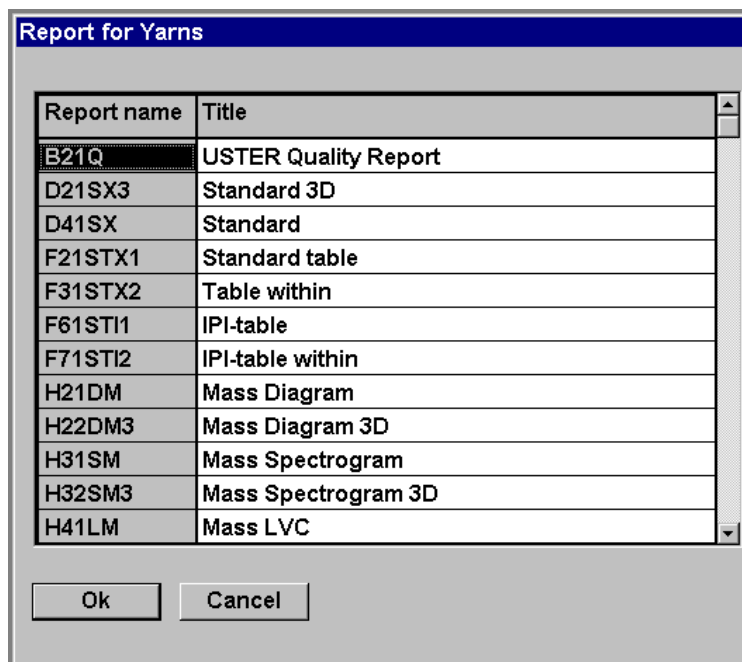 Report for Yarns
Report name Title
B21Q USTER Quality Report
D21SX3 Standard 3D
D41SX Standard
F21STX1 Standard table
F31STX2 Table within
F61STI1 IPI-table
F71STI2 IPI-table within
H21DM Mass Diagram
H22DM3 Mass Diagram 3D
H31SM Mass Spectrogram
H32SM3 Mass Spectrogram 3D
H41LM Mass LVC
Ok Cancel